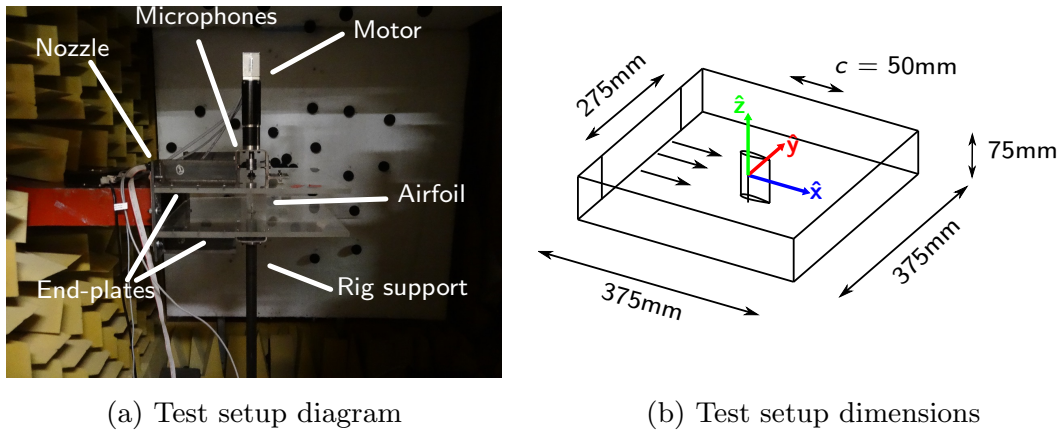 Microphones
Motor
Nozzle
Airfoil
End-plates
Rig support
275mm
c = 50mm
ẑ
ŷ
x̂
75mm
375mm
375mm
(a) Test setup diagram
(b) Test setup dimensions